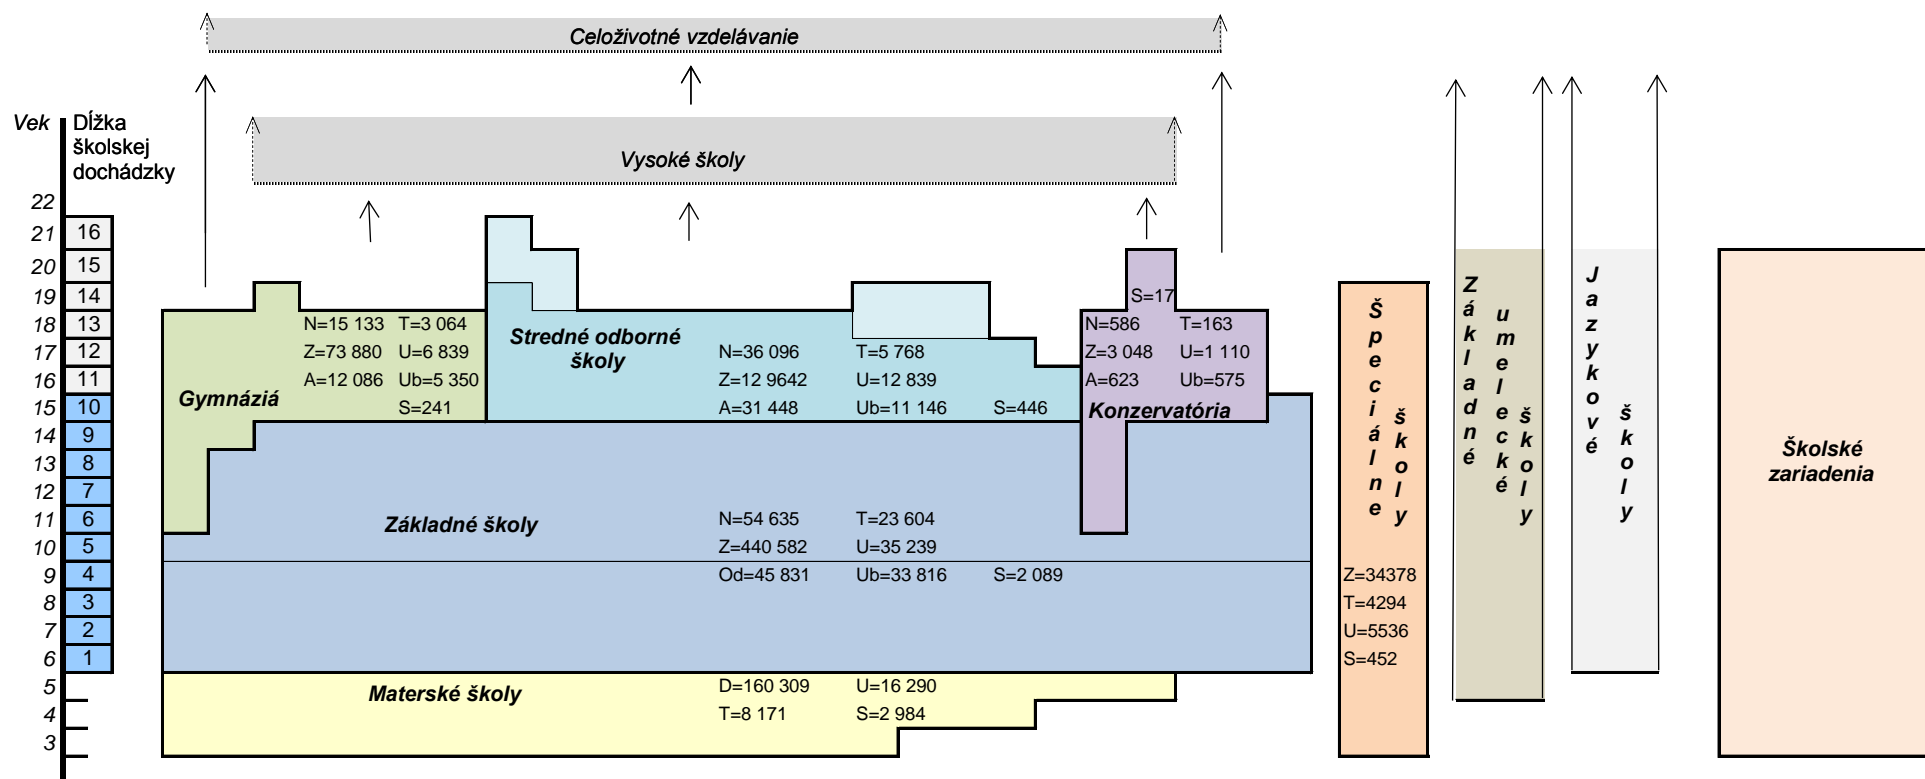 Celoživotné vzdelávanie
Vek
Dĺžka
školskej
dochádzky
Vysoké školy
22
21 16
20 15
19 14
18 13
17 12
16 11
15 10
14 9
13 8
12 7
11 6
10 5
9 4
8 3
7 2
6 1
5
4
3
Gymnáziá
N=15 133 T=3 064
Z=73 880 U=6 839
A=12 086 Ub=5 350
S=241
Stredné odborné
školy
N=36 096 T=5 768
Z=12 9642 U=12 839
A=31 448 Ub=11 146 S=446
S=17
N=586 T=163
Z=3 048 U=1 110
A=623 Ub=575
Konzervatória
Základné školy
N=54 635 T=23 604
Z=440 582 U=35 239
Od=45 831 Ub=33 816 S=2 089
Materské školy
D=160 309 U=16 290
T=8 171 S=2 984
Špeciálne
školy
Z=34378
T=4294
U=5536
S=452
Základné
umelecké
školy
Jazykové
školy
Školské
zariadenia